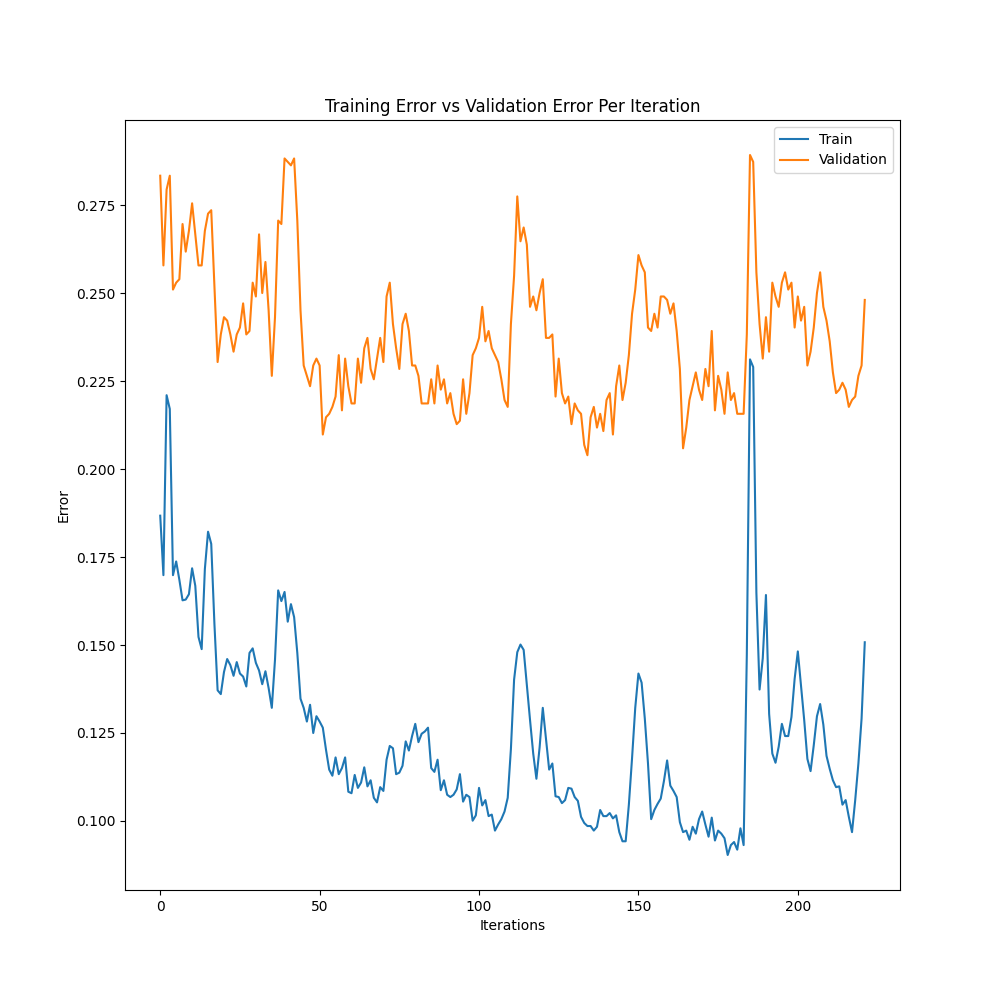 Training Error vs Validation Error Per Iteration
Train
Validation
0.275
0.250
0.225
0.200
0.175
0.150
0.125
0.100
Error
0 50 100 150 200
Iterations